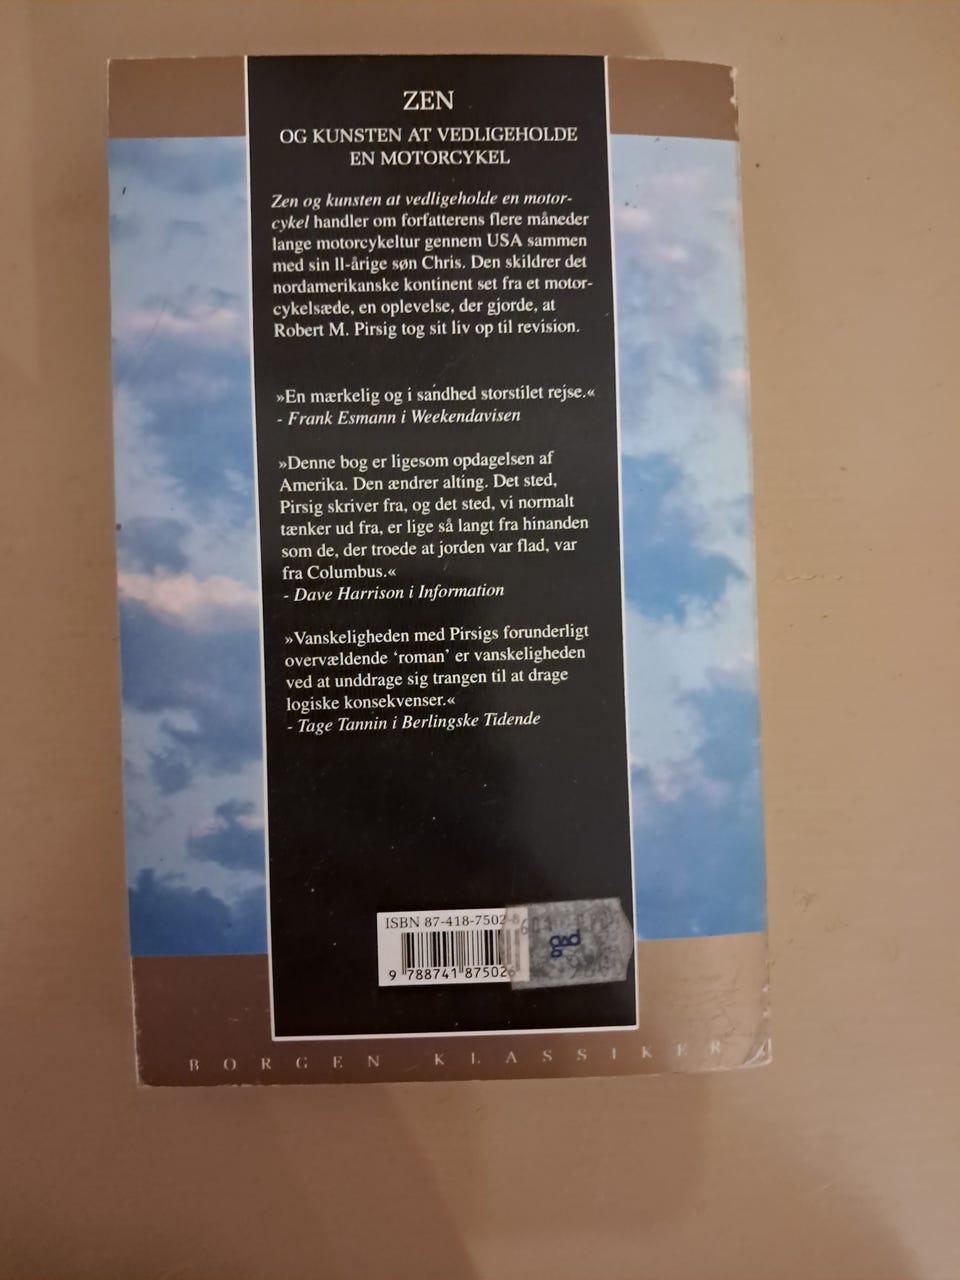 ZEN
OG KUNSTEN AT VEDLIGEHOLDE
EN MOTORCYKEL
Zen og kunsten at vedligeholde en motor-
cykel handler om forfatterens flere måneder
lange motorcykeltur gennem USA sammen
med sin ll-årige søn Chris. Den skildrer det
nordamerikanske kontinent set fra et motor-
cykelsæde, en oplevelse, der gjorde, at
Robert M. Pirsig tog sit liv op til revision.
»En mærkelig og i sandhed storstilet rejse.«
- Frank Esmann i Weekendavisen
»Denne bog er ligesom opdagelsen af
Amerika. Den ændrer alting. Det sted,
Pirsig skriver fra, og det sted, vi normalt
tænker ud fra, er lige så langt fra hinanden
som de, der troede at jorden var flad, var
fra Columbus.«
- Dave Harrison i Information
»Vanskeligheden med Pirsigs forunderligt
overvældende ‘roman’ er vanskeligheden
ved at unddrage sig trangen til at drage
logiske konsekvenser.«
- Tage Tannin i Berlingske Tidende
ISBN 87-418-7502-8
gad
9 788741 875026
BORGEN KLASSIKER